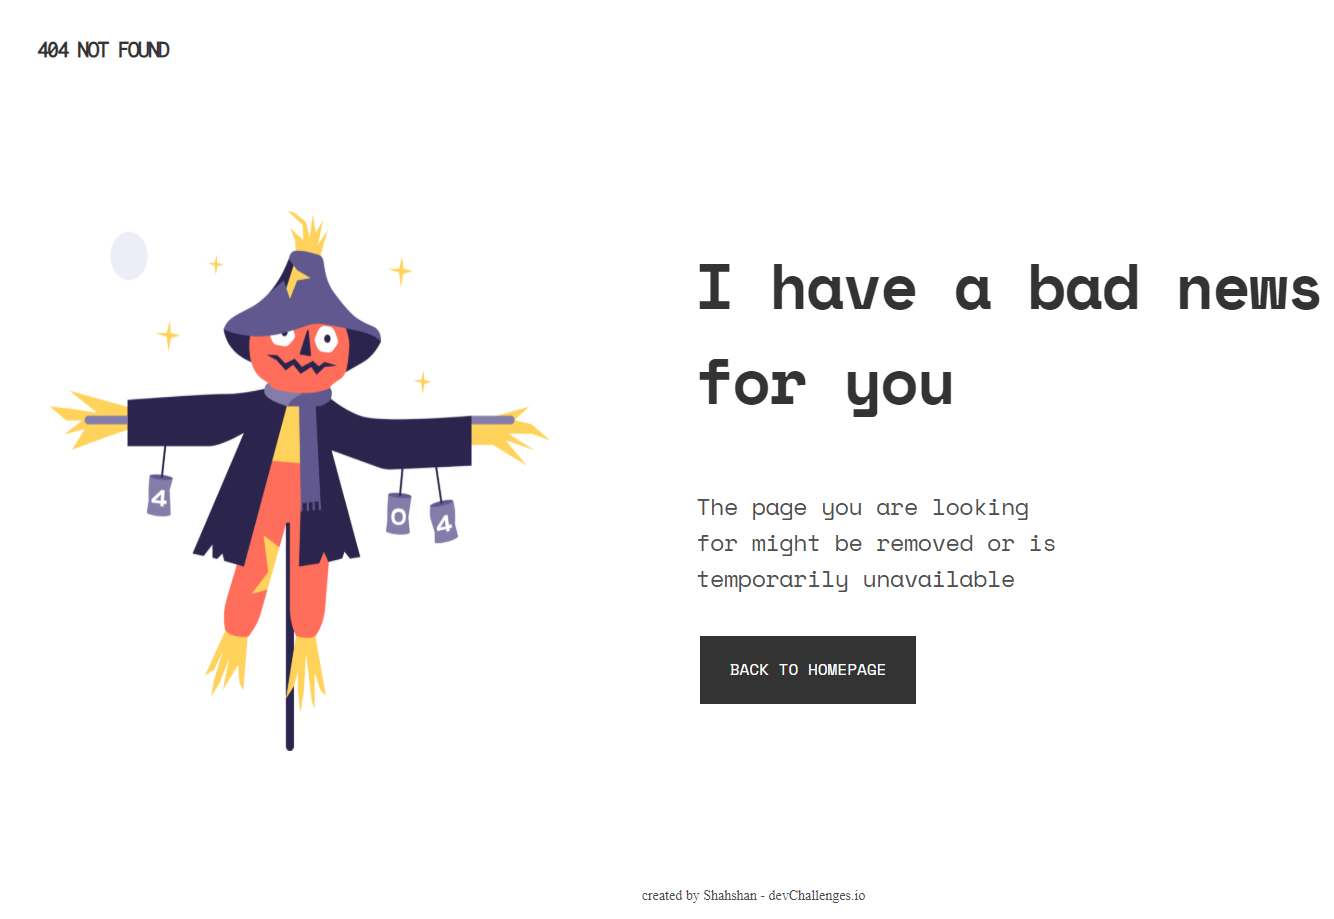 404 NOT FOUND
I have a bad news
for you
4
0
4
The page you are looking
for might be removed or is
temporarily unavailable
BACK TO HOMEPAGE
created by Shahshan - devChallenges.io